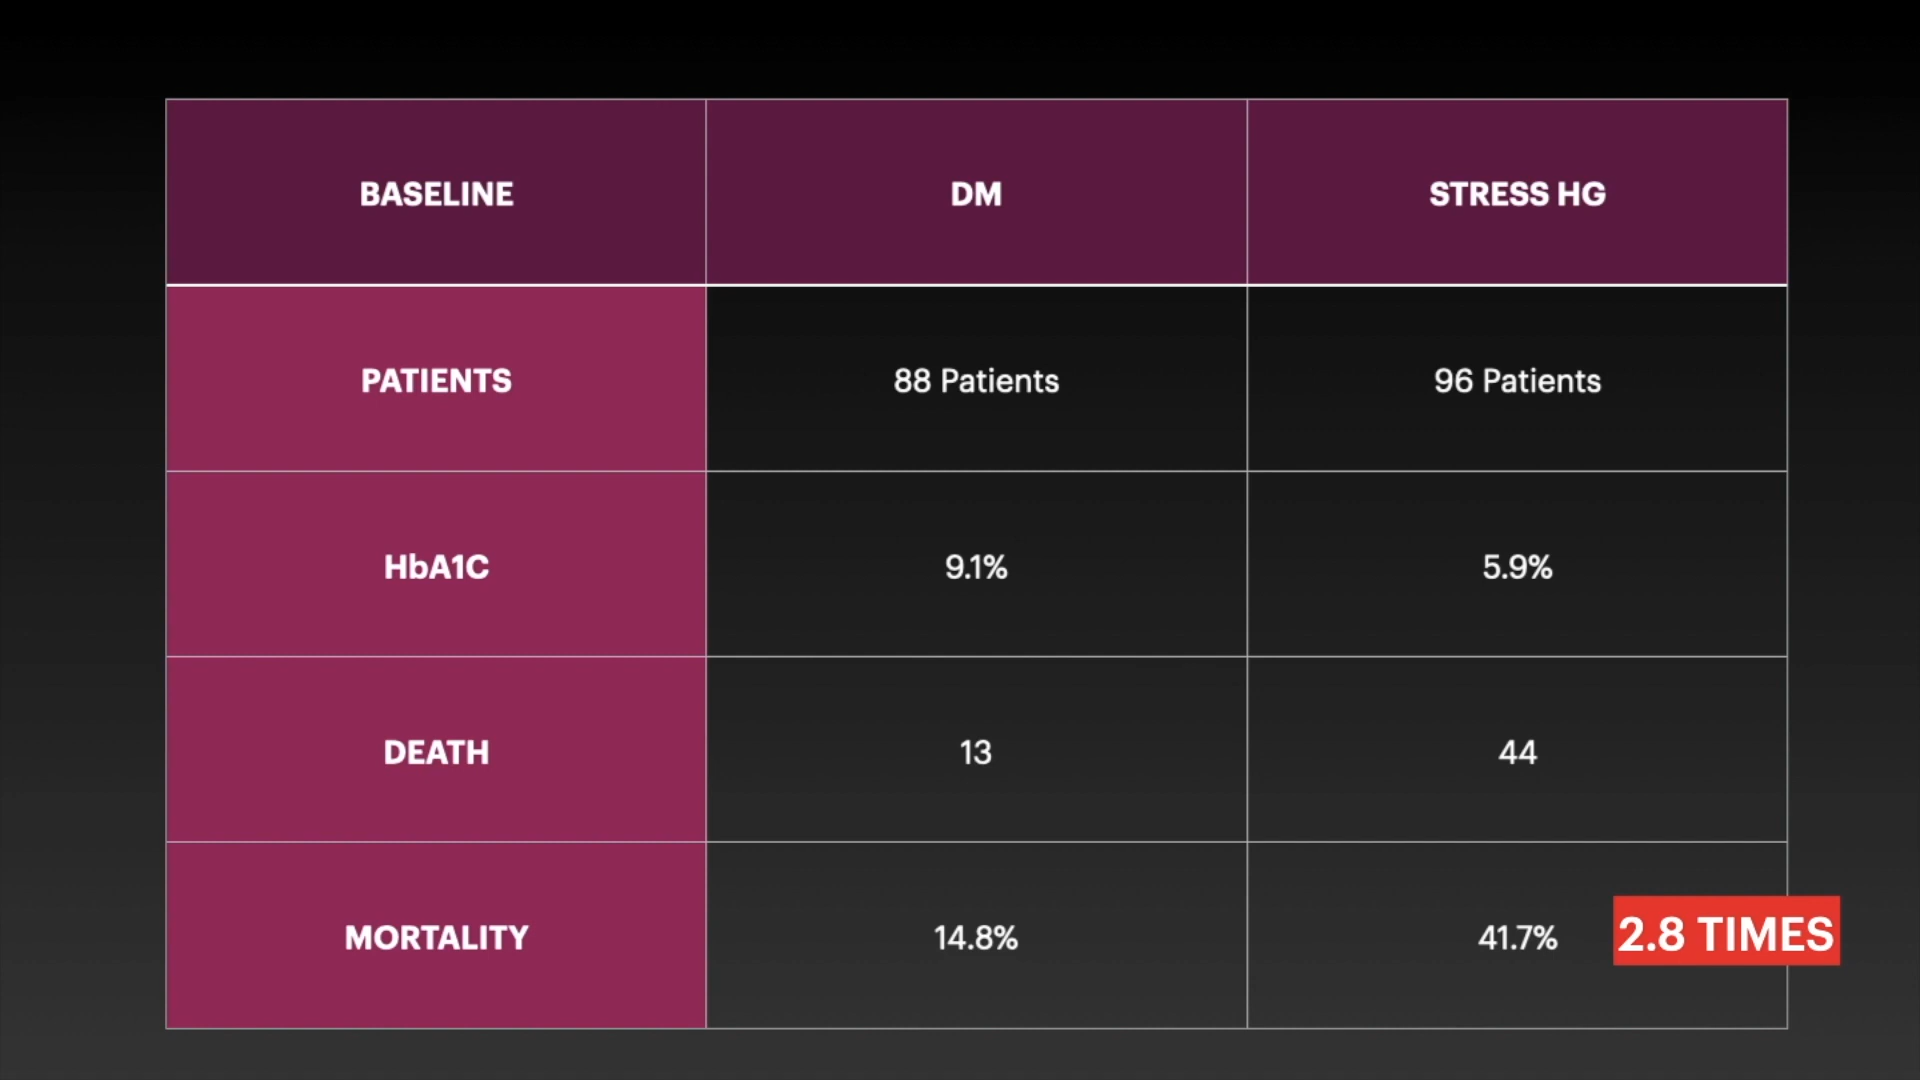 BASELINE DM STRESS HG
PATIENTS 88 Patients 96 Patients
HbA1C 9.1% 5.9%
DEATH 13 44
MORTALITY 14.8% 41.7% 2.8 TIMES